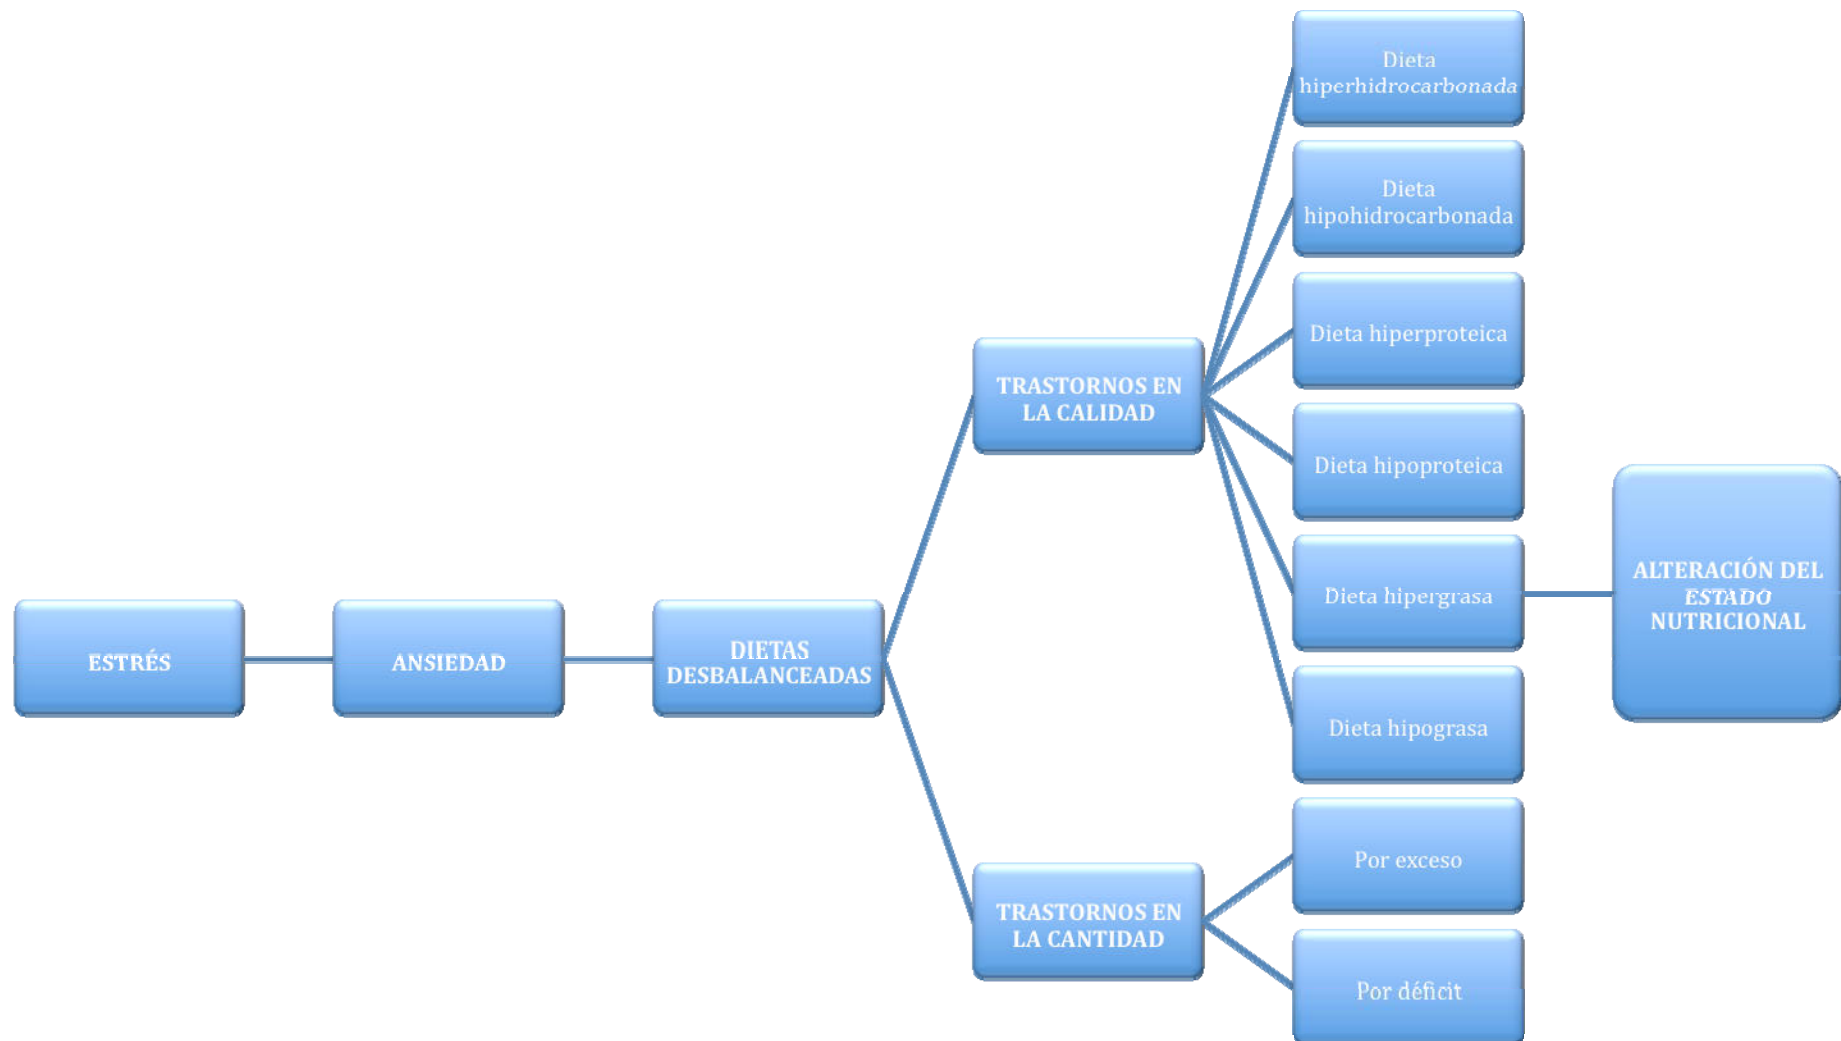 ESTRÉS
ANSIEDAD
DIETAS
DESBALANCEADAS
TRASTORNOS EN
LA CALIDAD
Dieta
hiperhidrocarbonada
Dieta
hipohidrocarbonada
Dieta hiperproteica
Dieta hipoproteica
Dieta hipergrasa
Dieta hipograsa
TRASTORNOS EN
LA CANTIDAD
Por exceso
Por déficit
ALTERACIÓN DEL
ESTADO
NUTRICIONAL